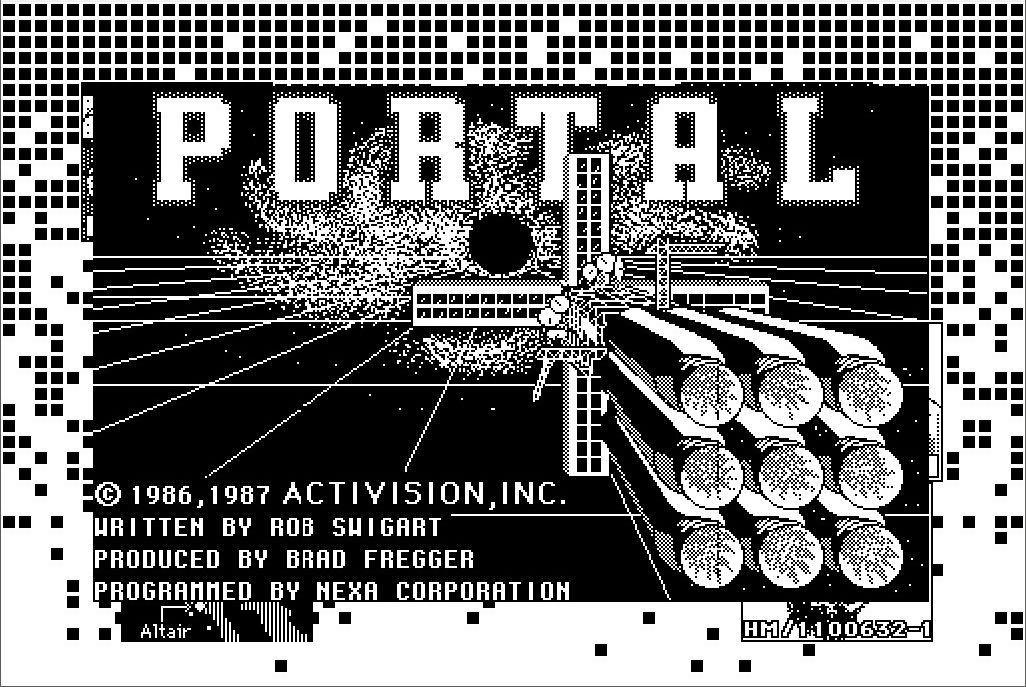 PORTAL
© 1986,1987 ACTIVISION,INC.
WRITTEN BY ROB SWIGART
PRODUCED BY BRAD FREGGER
PROGRAMMED BY NEXA CORPORATION
Altair
HM/1100632-1